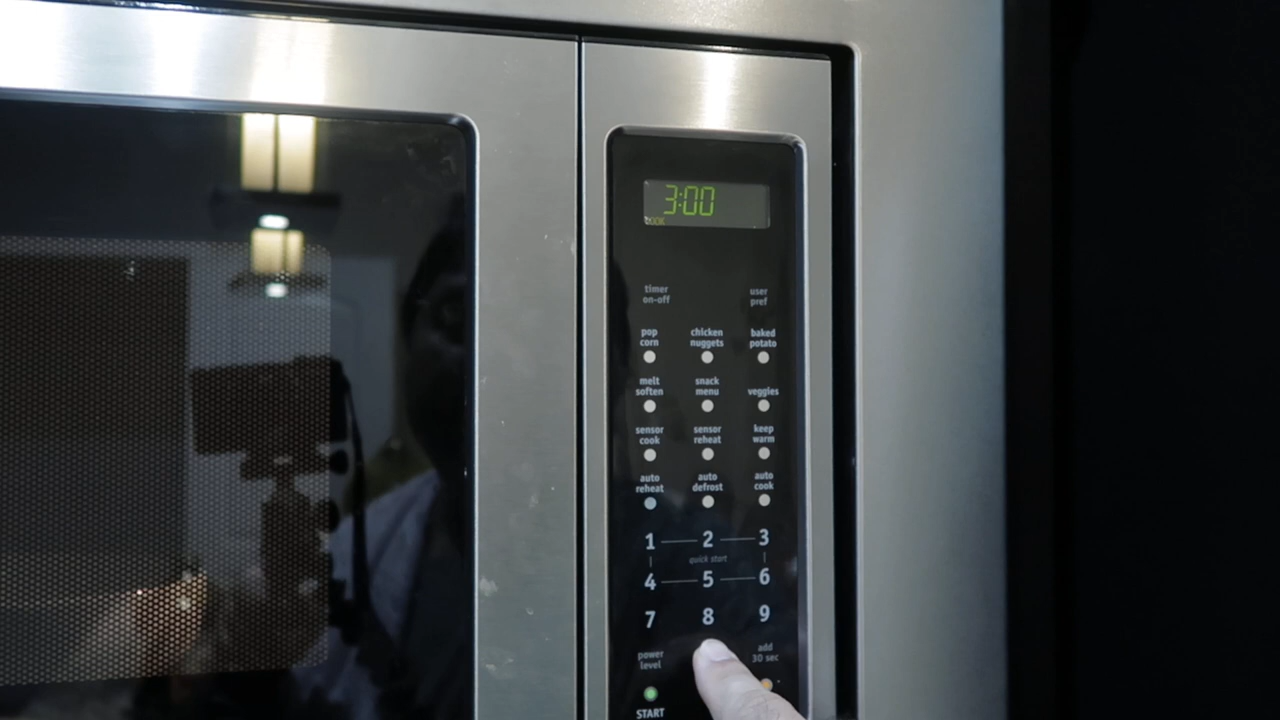 3:00
COOK
timer
on-off
user
pref
pop
corn
chicken
nuggets
baked
potato
melt
soften
snack
menu
veggles
sensor
cook
sensor
reheat
keep
warm
auto
reheat
auto
defrost
auto
cook
1 2 3
quick start
4 5 6
7 8 9
power
level
add
30 sec
START